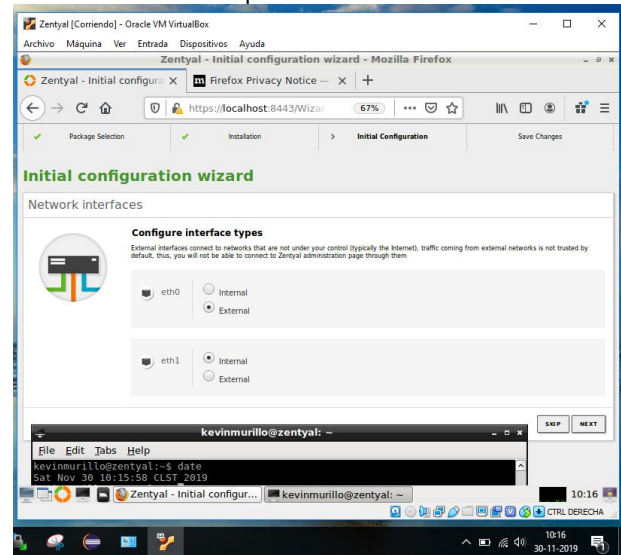 Zentyal [Corriendo] - Oracle VM VirtualBox
Archivo Máquina Ver Entrada Dispositivos Ayuda
Zentyal - Initial configuration wizard - Mozilla Firefox
Zentyal - Initial configura
Firefox Privacy Notice —
https://localhost:8443/Wiza
67%
Package Selection
Installation
Initial Configuration
Save Changes
Initial configuration wizard
Network interfaces
Configure interface types
External interfaces connect to networks that are not under your control (typically the Internet), traffic coming from external networks is not trusted by
default, thus, you will not be able to connect to Zentyal administration page through them
eth0
Internal
External
eth1
Internal
External
SKIP
NEXT
kevinmurillo@zentyal: ~
File Edit Tabs Help
kevinmurillo@zentyal:~$ date
Sat Nov 30 10:15:58 CLST 2019
Zentyal - Initial configur...
kevinmurillo@zentyal: ~
10:16
CTRL DERECHA
10:16
30-11-2019